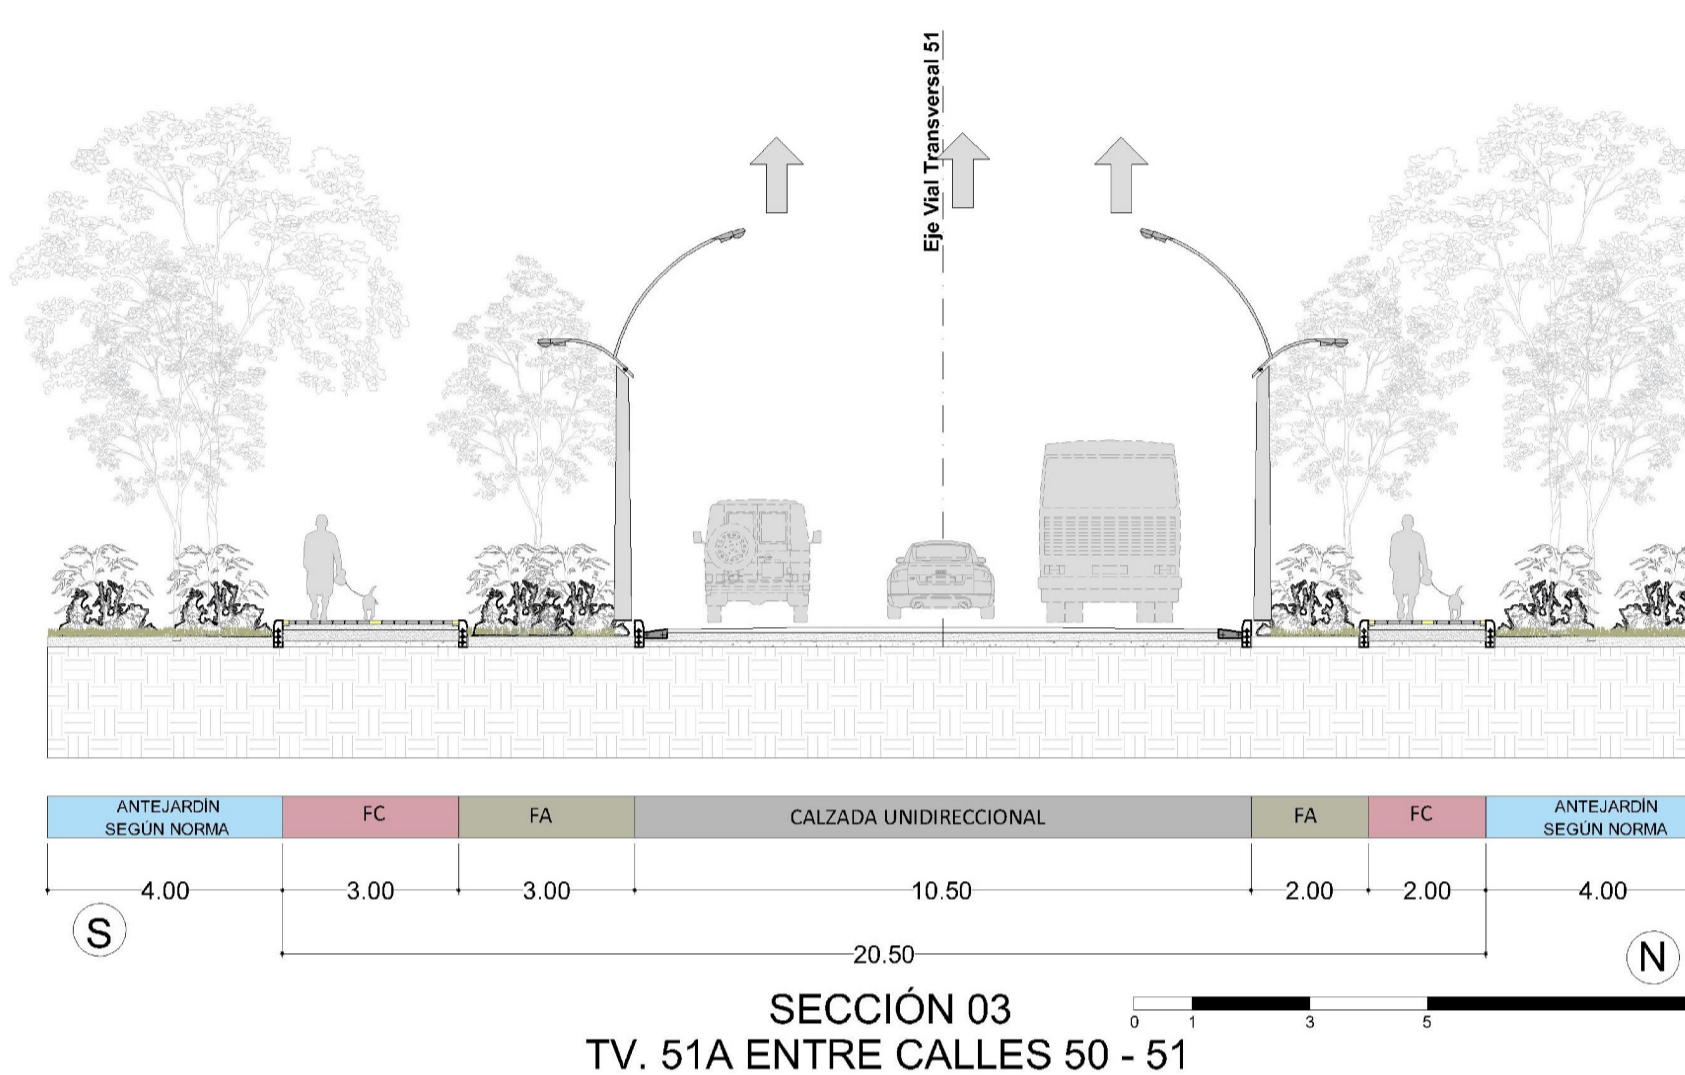 Eje Vial Transversal 51
ANTEJARDÍN
SEGÚN NORMA
FC
FA
CALZADA UNIDIRECCIONAL
FA
FC
ANTEJARDÍN
SEGÚN NORMA
4.00
3.00
3.00
10.50
2.00
2.00
4.00
S
20.50
N
SECCIÓN 03
0
1
3
5
TV. 51A ENTRE CALLES 50 - 51